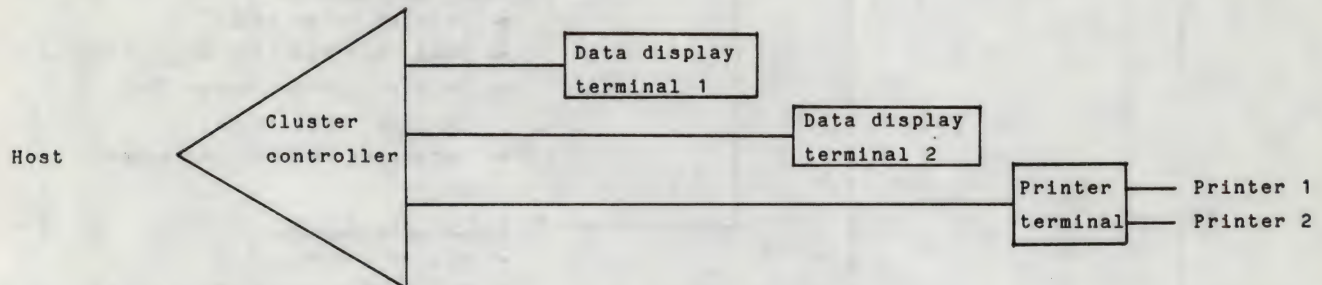 Data display
terminal 1
Cluster
controller
Host
Data display
terminal 2
Printer
terminal
Printer 1
Printer 2